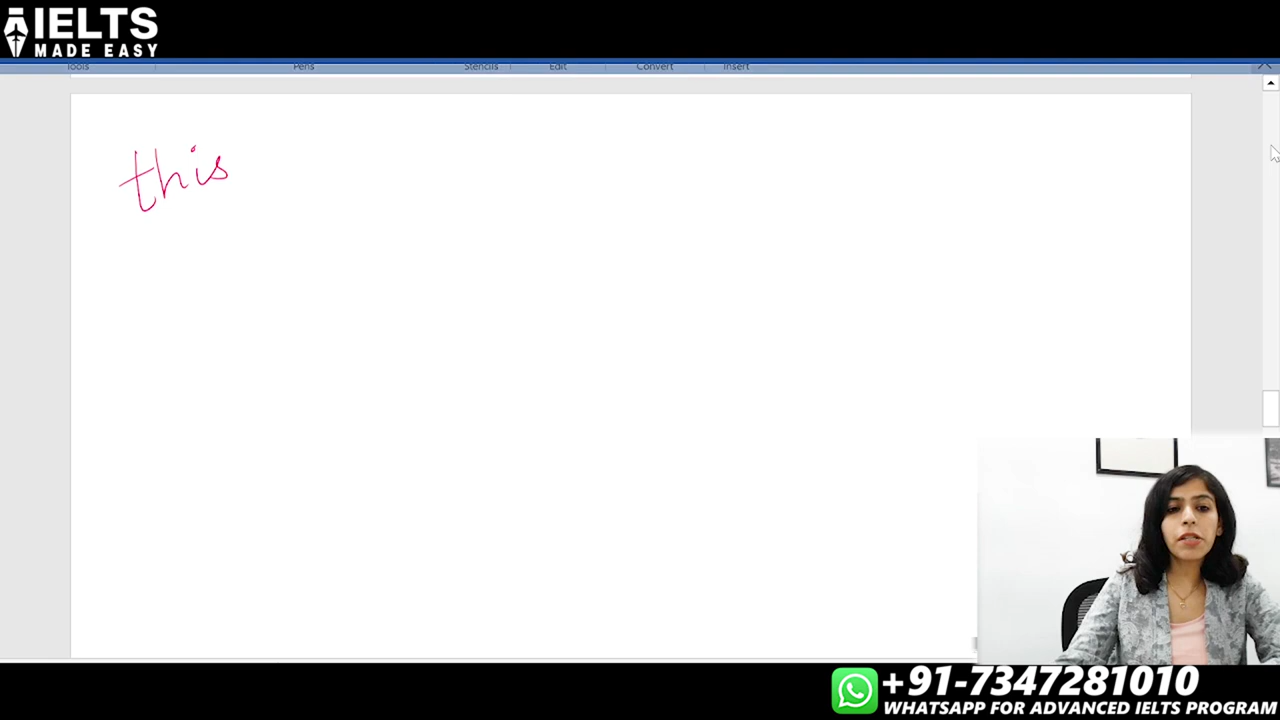 IELTS
MADE EASY
Tools Pens Stencils Edit Convert Insert
this
+91-7347281010
WHATSAPP FOR ADVANCED IELTS PROGRAM